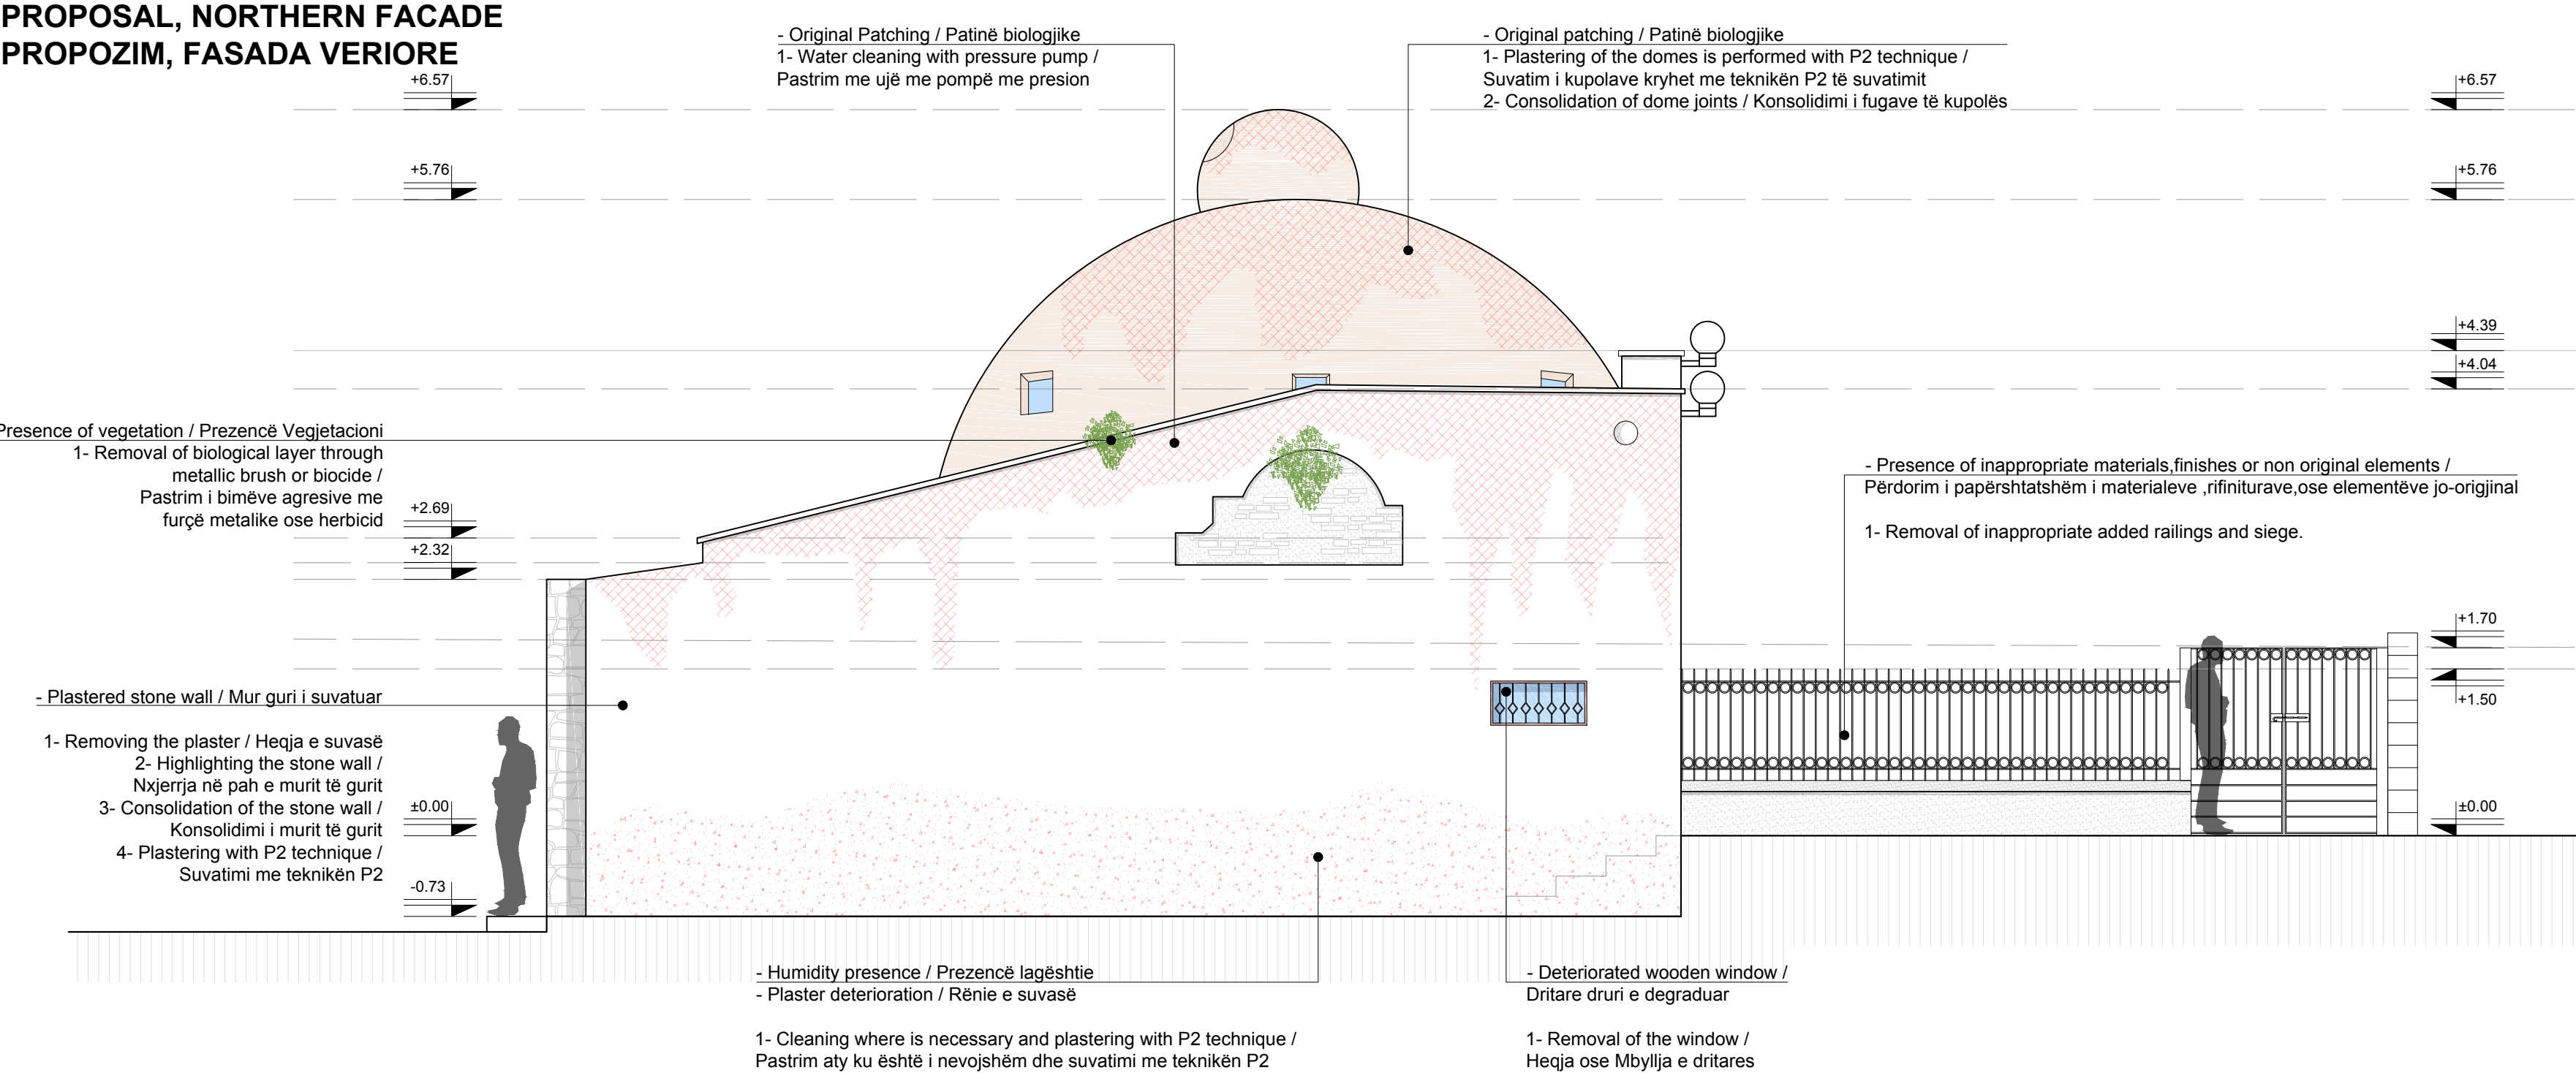 PROPOSAL, NORTHERN FACADE
PROPOZIM, FASADA VERIORE
- Original Patching / Patinë biologjike
1- Water cleaning with pressure pump /
Pastrim me ujë me pompë me presion
- Original patching / Patinë biologjike
1- Plastering of the domes is performed with P2 technique /
Suvatim i kupolave kryhet me teknikën P2 të suvatimit
2- Consolidation of dome joints / Konsolidimi i fugave të kupolës
+6.57
+6.57
+5.76
+5.76
+4.39
+4.04
Presence of vegetation / Prezencë Vegjetacioni
1- Removal of biological layer through
metallic brush or biocide /
Pastrim i bimëve agresive me
furçë metalike ose herbicid
+2.69
+2.32
- Presence of inappropriate materials,finishes or non original elements /
Përdorim i papërshtatshëm i materialeve ,rifiniturave,ose elementëve jo-origjinal
1- Removal of inappropriate added railings and siege.
+1.70
+1.50
- Plastered stone wall / Mur guri i suvatuar
1- Removing the plaster / Heqja e suvasë
2- Highlighting the stone wall /
Nxjerrja në pah e murit të gurit
3- Consolidation of the stone wall /
Konsolidimi i murit të gurit
4- Plastering with P2 technique /
Suvatimi me teknikën P2
±0.00
±0.00
-0.73
- Humidity presence / Prezencë lagështie
- Plaster deterioration / Rënie e suvasë
1- Cleaning where is necessary and plastering with P2 technique /
Pastrim aty ku është i nevojshëm dhe suvatimi me teknikën P2
- Deteriorated wooden window /
Dritare druri e degraduar
1- Removal of the window /
Heqja ose Mbyllja e dritares